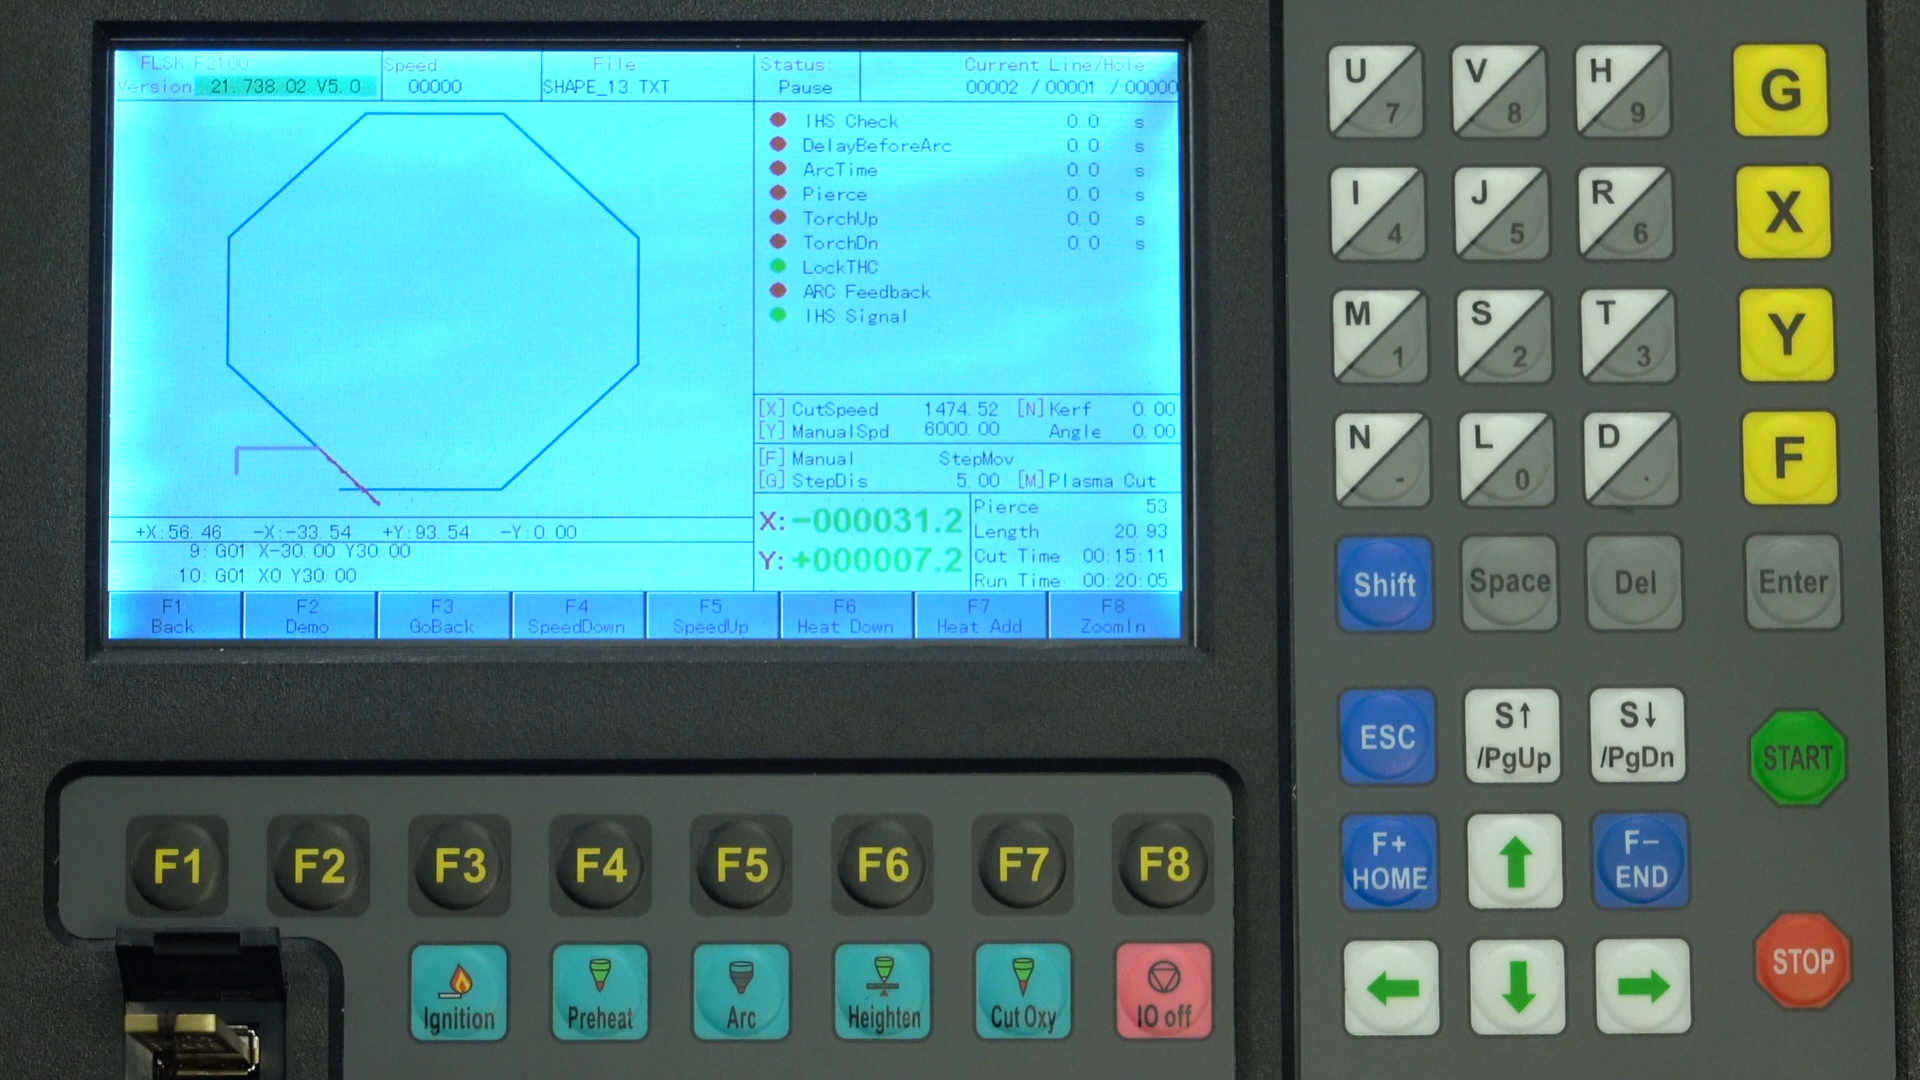 FLSK F2100 Speed: File Status: Current Line/Hole:
Version 21.738.02 V5.0 00000 SHAPE_13.TXT Pause 00002 /00001 /00000
IHS Check 0.0 s
DelayBeforeArc 0.0 s
ArcTime 0.0 s
Pierce 0.0 s
TorchUp 0.0 s
TorchDn 0.0 s
LockTHC
ARC Feedback
IHS Signal
[X] CutSpeed 1474.52 [N] Kerf 0.00
[Y] ManualSpd 6000.00 Angle 0.00
[F] Manual StepMov
[G] StepDis 5.00 [M] Plasma Cut
X: -000031.2
Y: +000007.2
Pierce 53
Length 20.93
Cut Time 00:15:11
Run Time 00:20:05
+X:56.46 -X:-33.54 +Y:93.54 -Y:0.00
9: G01 X-30.00 Y30.00
10: G01 X0 Y30.00
F1 F2 F3 F4 F5 F6 F7 F8
Back Demo GoBack SpeedDown SpeedUp Heat Down Heat Add ZoomIn
U 7 V 8 H 9 G
I 4 J 5 R 6 X
M 1 S 2 T 3 Y
N - L 0 D . F
Shift Space Del Enter
ESC S↑ /PgUp S↓ /PgDn START
F+ HOME ↑ F- END
← ↓ → STOP
F1 F2 F3 F4 F5 F6 F7 F8
Ignition Preheat Arc Heighten Cut Oxy IO off